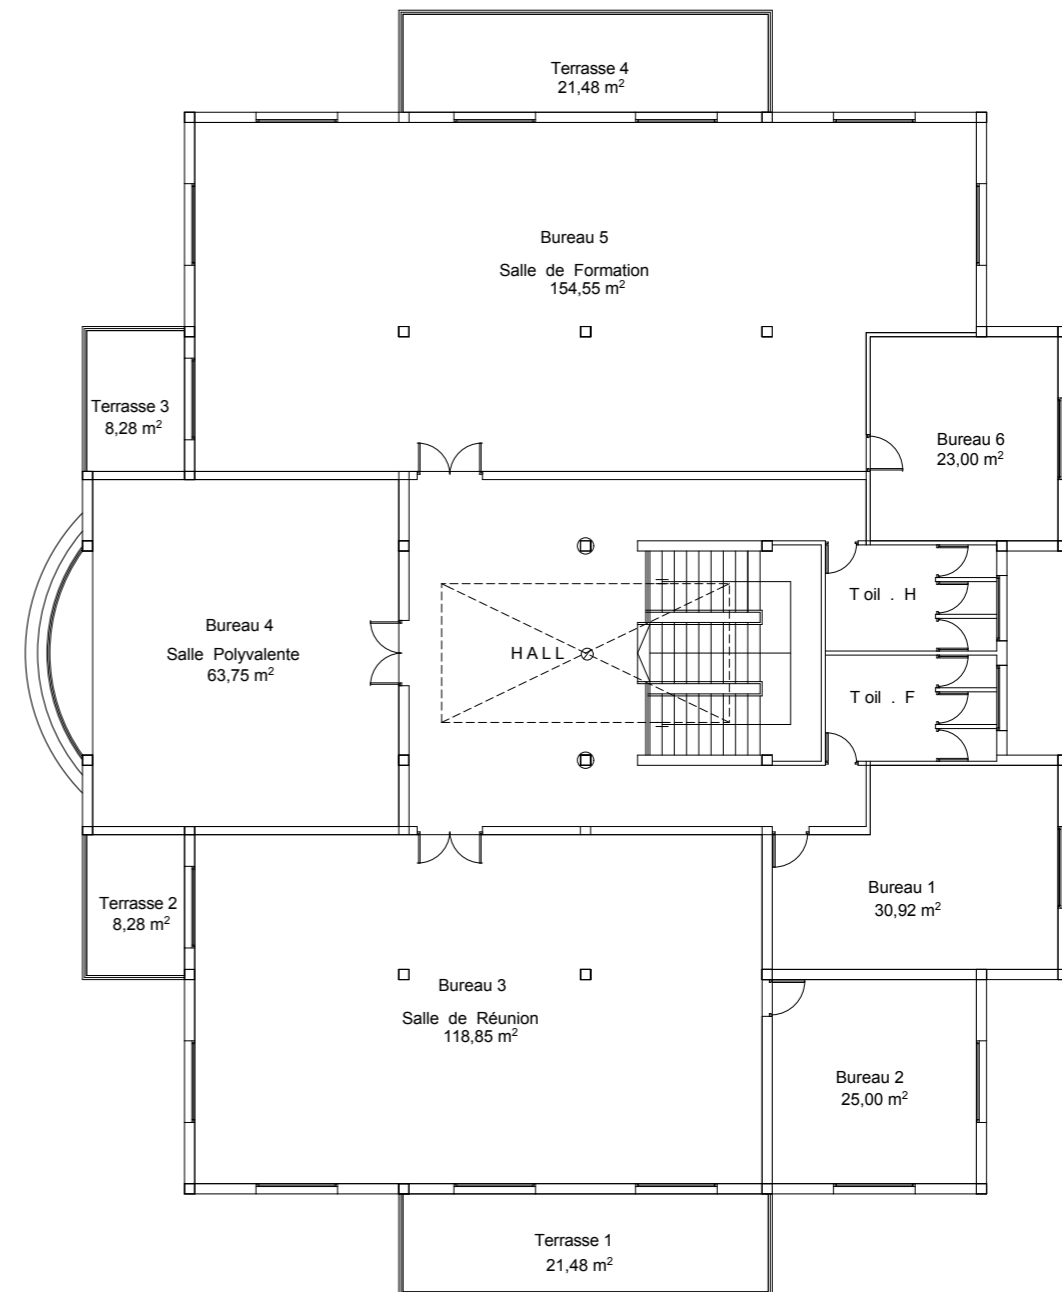 Terrasse 4
21,48 m²
Bureau 5
Salle de Formation
154,55 m²
Terrasse 3
8,28 m²
Bureau 6
23,00 m²
Toil . H
Bureau 4
Salle Polyvalente
63,75 m²
HALL
Toil . F
Bureau 1
30,92 m²
Terrasse 2
8,28 m²
Bureau 3
Salle de Réunion
118,85 m²
Bureau 2
25,00 m²
Terrasse 1
21,48 m²